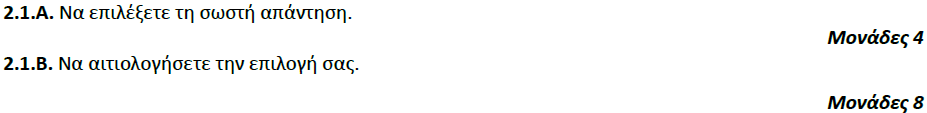 2.1.Α. Να επιλέξετε τη σωστή απάντηση.
Μονάδες 4
2.1.Β. Να αιτιολογήσετε την επιλογή σας.
Μονάδες 8